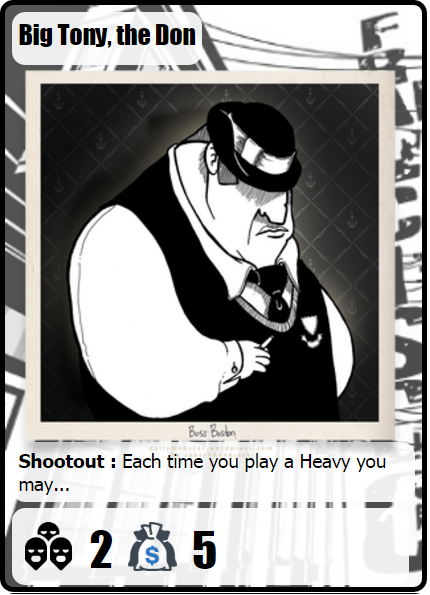 Big Tony, the Don
Boss Boston
Shootout : Each time you play a Heavy you
may...
2 $ 5